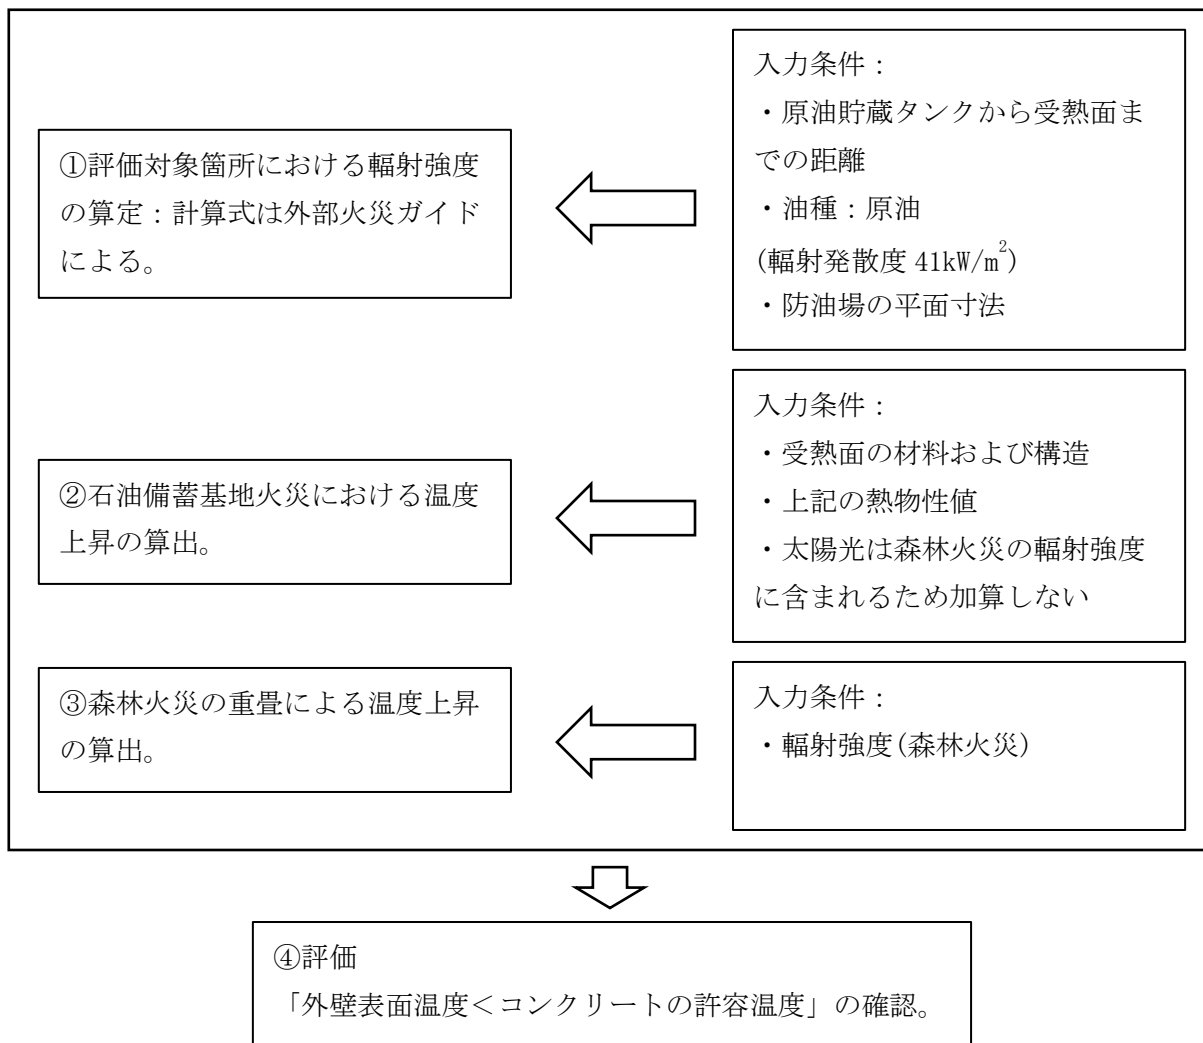 ①評価対象箇所における輻射強度
の算定：計算式は外部火災ガイド
による。
入力条件：
・原油貯蔵タンクから受熱面ま
での距離
・油種：原油
(輻射発散度 41kW/m²)
・防油場の平面寸法
②石油備蓄基地火災における温度
上昇の算出。
入力条件：
・受熱面の材料および構造
・上記の熱物性値
・太陽光は森林火災の輻射強度
に含まれるため加算しない
③森林火災の重畳による温度上昇
の算出。
入力条件：
・輻射強度(森林火災)
④評価
「外壁表面温度＜コンクリートの許容温度」の確認。